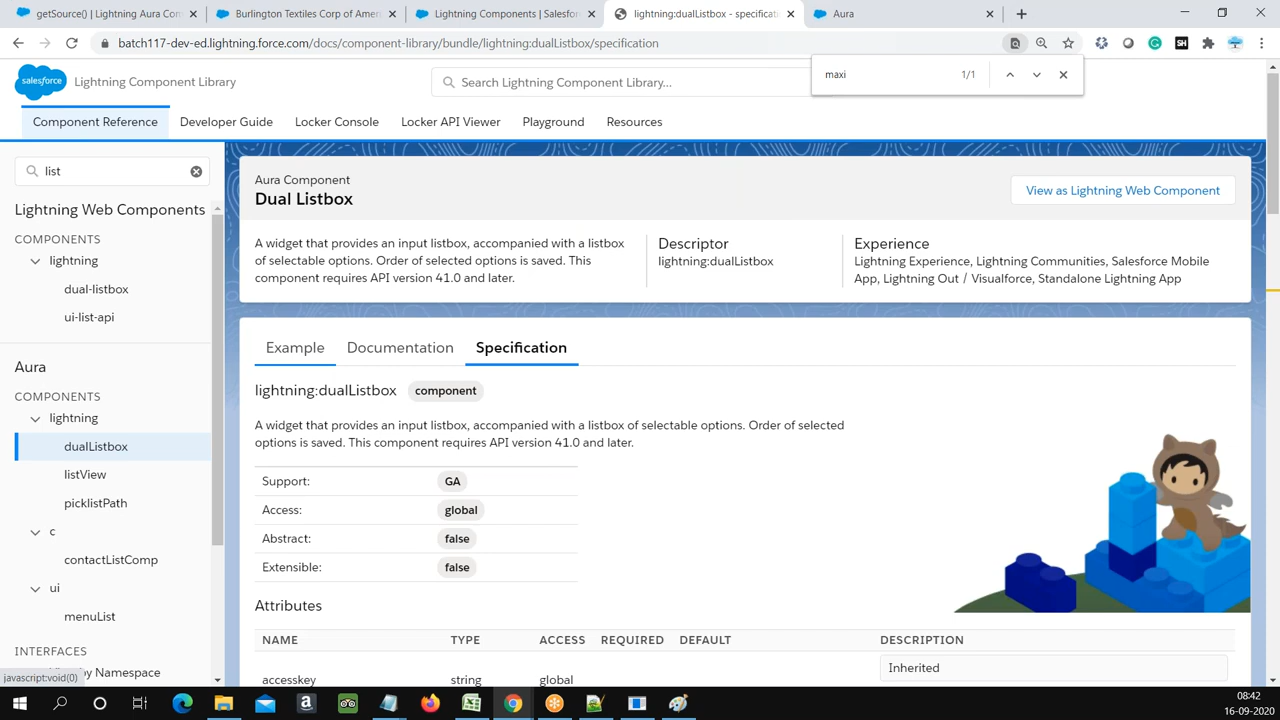 getSource() | Lightning Aura Con
Burlington Textiles Corp of Amer
Lightning Components | Salesfor
lightning:dualListbox - specificati
Aura
batch117-dev-ed.lightning.force.com/docs/component-library/bundle/lightning:dualListbox/specification
maxi
1/1
salesforce
Lightning Component Library
Search Lightning Component Library...
Component Reference
Developer Guide
Locker Console
Locker API Viewer
Playground
Resources
list
Lightning Web Components
COMPONENTS
lightning
dual-listbox
ui-list-api
Aura
COMPONENTS
lightning
dualListbox
listView
picklistPath
c
contactListComp
ui
menuList
INTERFACES
by Namespace
javascript:void(0)
Aura Component
Dual Listbox
View as Lightning Web Component
A widget that provides an input listbox, accompanied with a listbox
of selectable options. Order of selected options is saved. This
component requires API version 41.0 and later.
Descriptor
lightning:dualListbox
Experience
Lightning Experience, Lightning Communities, Salesforce Mobile
App, Lightning Out / Visualforce, Standalone Lightning App
Example
Documentation
Specification
lightning:dualListbox
component
A widget that provides an input listbox, accompanied with a listbox of selectable options. Order of selected
options is saved. This component requires API version 41.0 and later.
Support:
GA
Access:
global
Abstract:
false
Extensible:
false
Attributes
NAME TYPE ACCESS REQUIRED DEFAULT DESCRIPTION
Inherited
accesskey string global
SH
a
08:42
16-09-2020